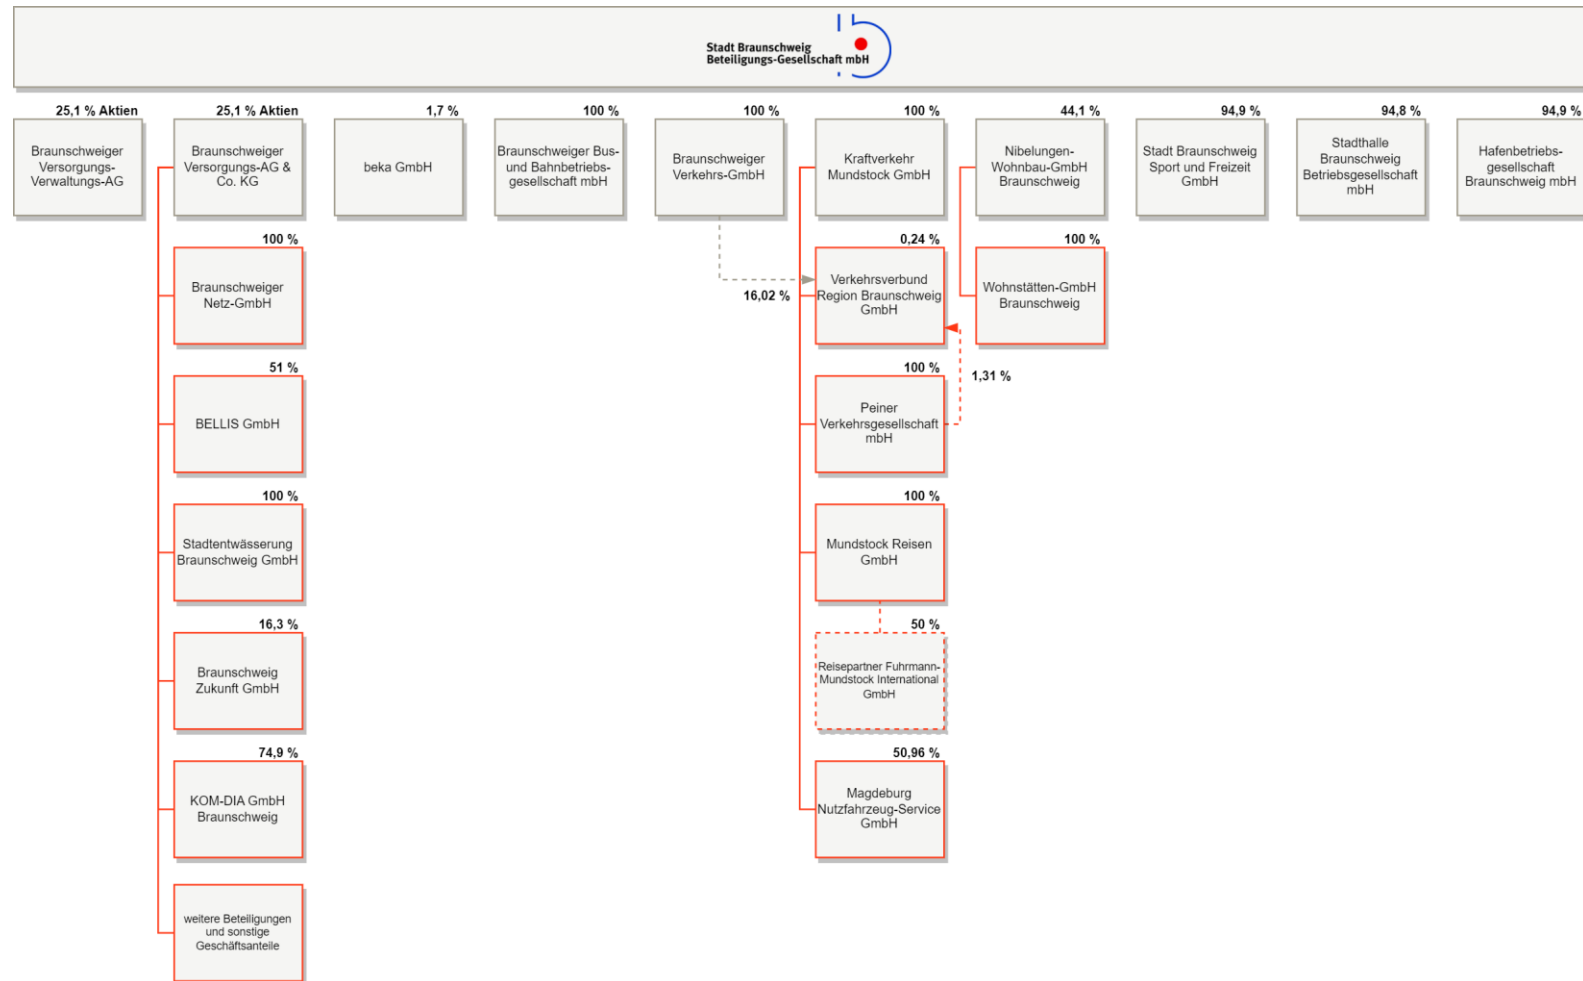 Stadt Braunschweig
Beteiligungs-Gesellschaft mbH
25,1 % Aktien
Braunschweiger
Versorgungs-
Verwaltungs-AG
25,1 % Aktien
Braunschweiger
Versorgungs-AG &
Co. KG
1,7 %
beka GmbH
100 %
Braunschweiger Bus-
und Bahnbetriebs-
gesellschaft mbH
100 %
Braunschweiger
Verkehrs-GmbH
100 %
Kraftverkehr
Mundstock GmbH
44,1 %
Nibelungen-
Wohnbau-GmbH
Braunschweig
94,9 %
Stadt Braunschweig
Sport und Freizeit
GmbH
94,8 %
Stadthalle
Braunschweig
Betriebsgesellschaft
mbH
94,9 %
Hafenbetriebs-
gesellschaft
Braunschweig mbH
100 %
Braunschweiger
Netz-GmbH
51 %
BELLIS GmbH
100 %
Stadtentwässerung
Braunschweig GmbH
16,3 %
Braunschweig
Zukunft GmbH
74,9 %
KOM-DIA GmbH
Braunschweig
weitere Beteiligungen
und sonstige
Geschäftsanteile
16,02 %
0,24 %
Verkehrsverbund
Region Braunschweig
GmbH
1,31 %
100 %
Peiner
Verkehrsgesellschaft
mbH
100 %
Mundstock Reisen
GmbH
50 %
Reisepartner Fuhrmann-
Mundstock International
GmbH
50,96 %
Magdeburg
Nutzfahrzeug-Service
GmbH
100 %
Wohnstätten-GmbH
Braunschweig